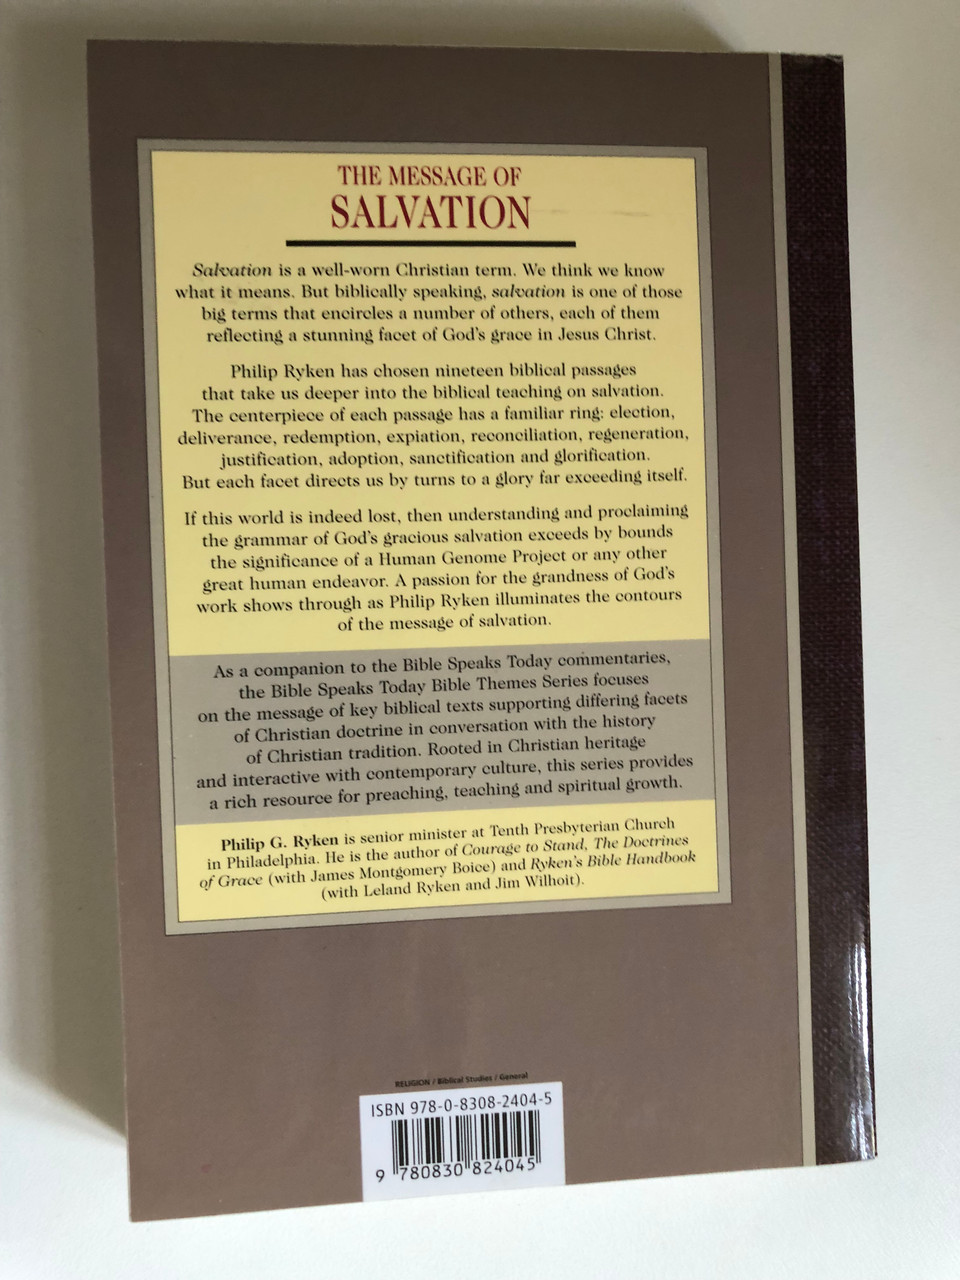 THE MESSAGE OF
SALVATION
Salvation is a well-worn Christian term. We think we know
what it means. But biblically speaking, salvation is one of those
big terms that encircles a number of others, each of them
reflecting a stunning facet of God's grace in Jesus Christ.
Philip Ryken has chosen nineteen biblical passages
that take us deeper into the biblical teaching on salvation.
The centerpiece of each passage has a familiar ring: election,
deliverance, redemption, expiation, reconciliation, regeneration,
justification, adoption, sanctification and glorification.
But each facet directs us by turns to a glory far exceeding itself.
If this world is indeed lost, then understanding and proclaiming
the grammar of God's gracious salvation exceeds by bounds
the significance of a Human Genome Project or any other
great human endeavor. A passion for the grandness of God's
work shows through as Philip Ryken illuminates the contours
of the message of salvation.
As a companion to the Bible Speaks Today commentaries,
the Bible Speaks Today Bible Themes Series focuses
on the message of key biblical texts supporting differing facets
of Christian doctrine in conversation with the history
of Christian tradition. Rooted in Christian heritage
and interactive with contemporary culture, this series provides
a rich resource for preaching, teaching and spiritual growth.
Philip G. Ryken is senior minister at Tenth Presbyterian Church
in Philadelphia. He is the author of Courage to Stand, The Doctrines
of Grace (with James Montgomery Boice) and Ryken's Bible Handbook
(with Leland Ryken and Jim Wilhoit).
RELIGION / Biblical Studies / General
ISBN 978-0-8308-2404-5
9 780830 824045